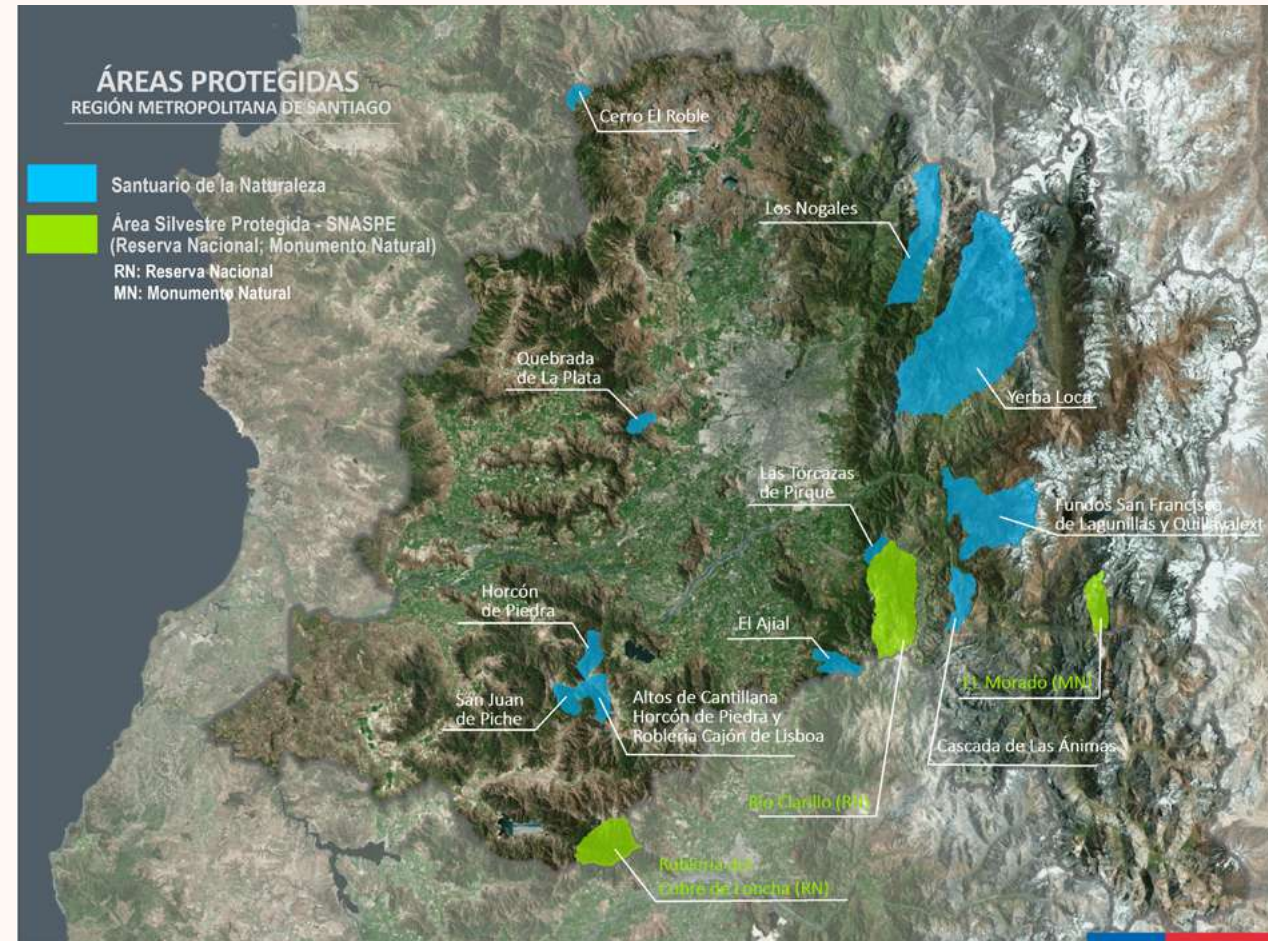 ÁREAS PROTEGIDAS
REGIÓN METROPOLITANA DE SANTIAGO
Santuario de la Naturaleza
Área Silvestre Protegida - SNASPE
(Reserva Nacional; Monumento Natural)
RN: Reserva Nacional
MN: Monumento Natural
Cerro El Roble
Los Nogales
Quebrada
de La Plata
Yerba Loca
Las Torcazas
de Pirque
Fundos San Francisco
de Lagunillas y Quillayalext
Horcón
de Piedra
El Ajial
San Juan
de Piche
Altos de Cantillana
Horcón de Piedra y
Roblería Cajón de Lisboa
EL Morado (MN)
Cascada de Las Ánimas
Río Clarillo (RN)
Roblería del
Cobre de Loncha (RN)